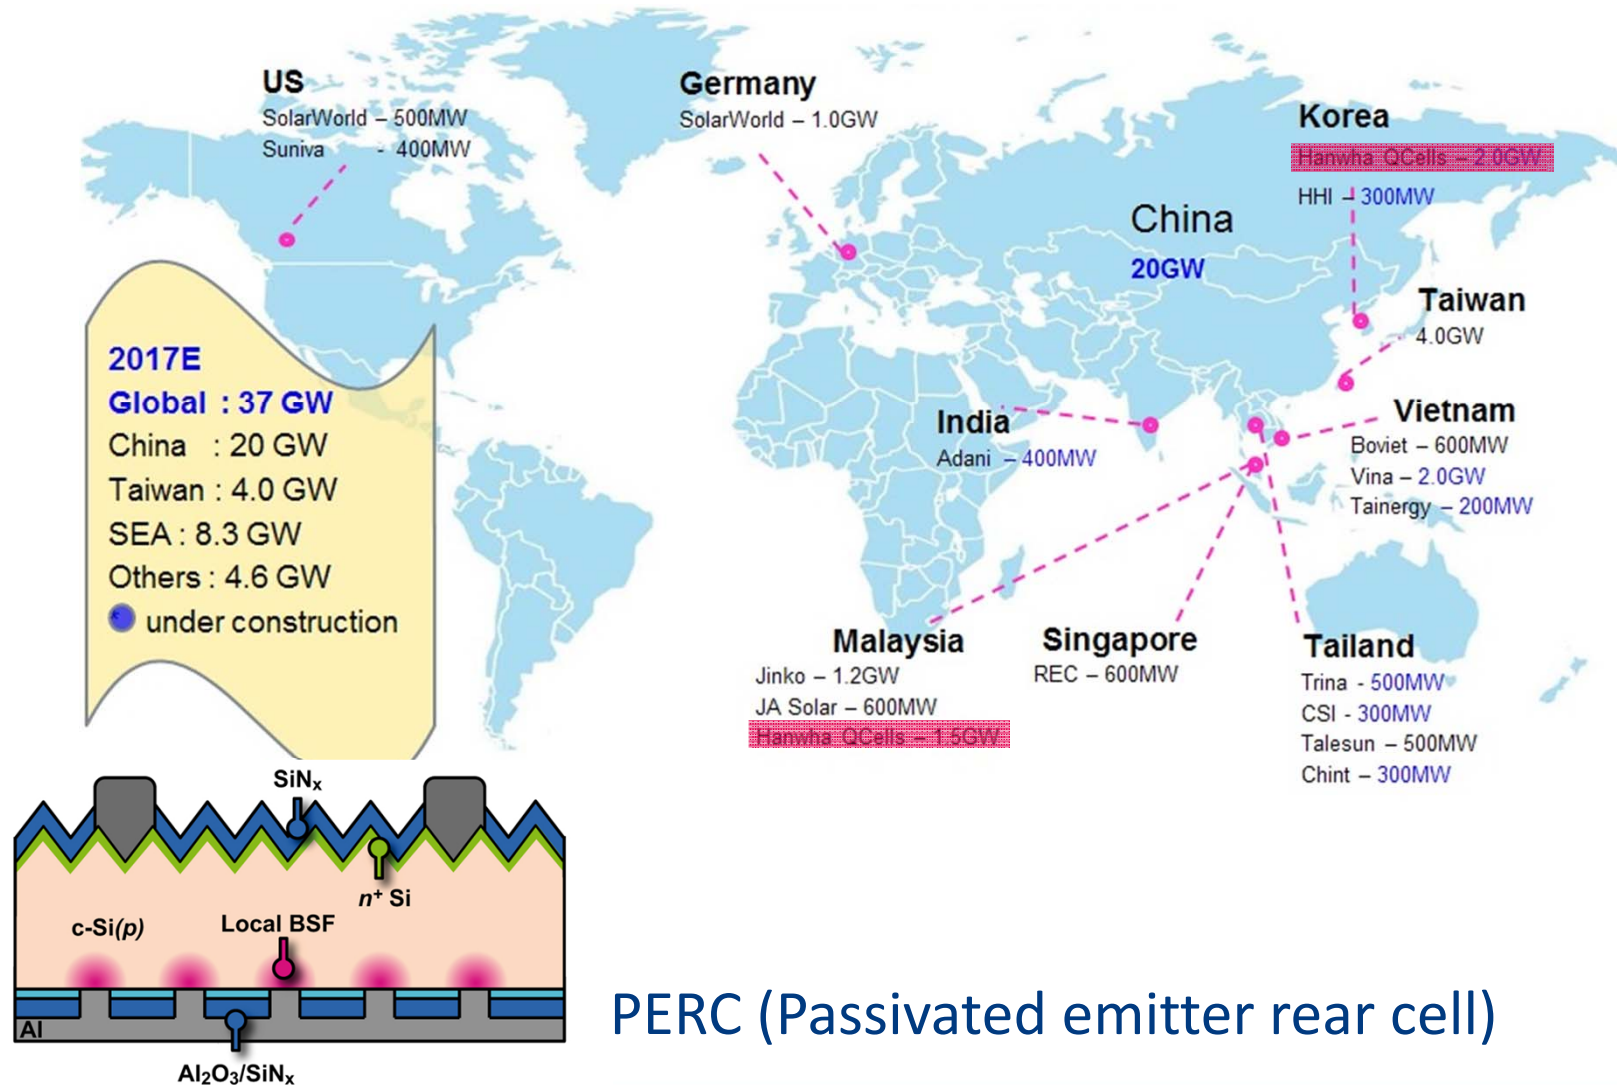 US
SolarWorld – 500MW
Suniva - 400MW
Germany
SolarWorld – 1.0GW
Korea
Hanwha QCells – 2.0GW
HHI – 300MW
China
20GW
Taiwan
4.0GW
2017E
Global : 37 GW
China : 20 GW
Taiwan : 4.0 GW
SEA : 8.3 GW
Others : 4.6 GW
* under construction
India
Adani – 400MW
Vietnam
Boviet – 600MW
Vina – 2.0GW
Tainergy – 200MW
Malaysia
Jinko – 1.2GW
JA Solar – 600MW
Hanwha QCells – 1.5GW
Singapore
REC – 600MW
Tailand
Trina - 500MW
CSI - 300MW
Talesun – 500MW
Chint – 300MW
SiNx
n+ Si
c-Si(p)
Local BSF
Al
Al2O3/SiNx
PERC (Passivated emitter rear cell)